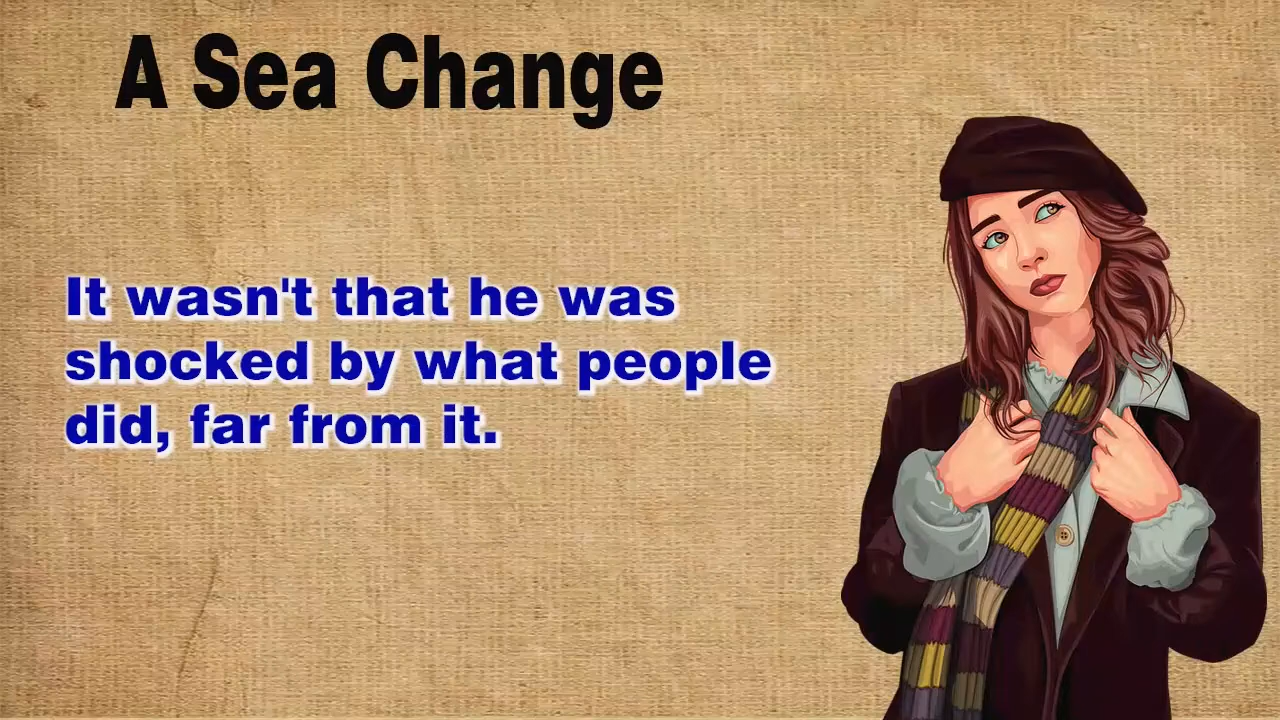 A Sea Change
It wasn't that he was
shocked by what people
did, far from it.